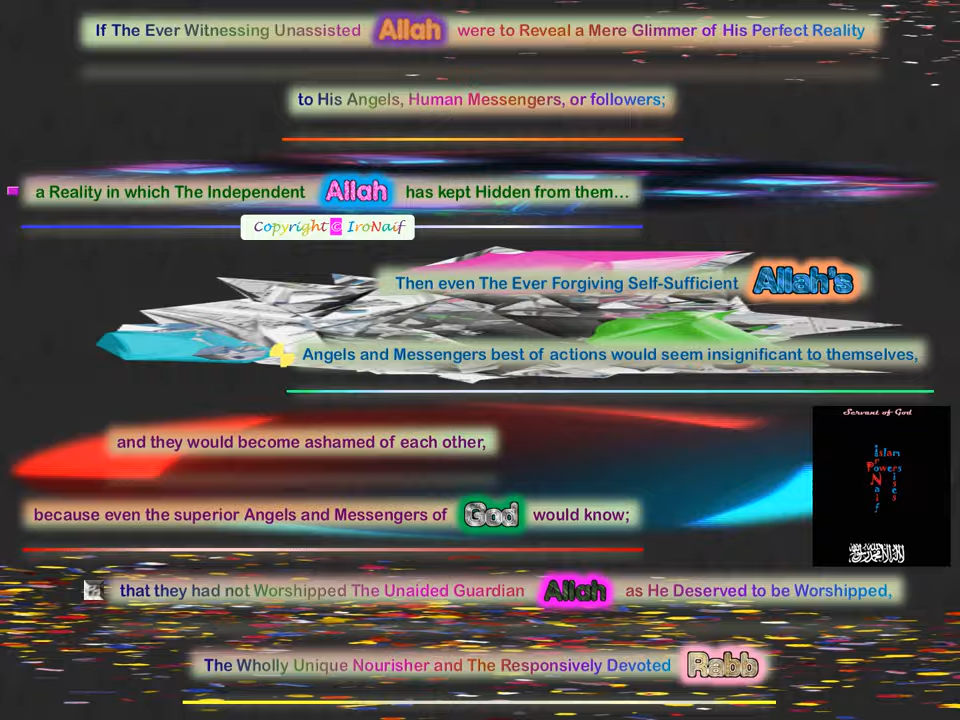 If The Ever Witnessing Unassisted Allah were to Reveal a Mere Glimmer of His Perfect Reality
to His Angels, Human Messengers, or followers;
a Reality in which The Independent Allah has kept Hidden from them...
Copyright © IroNaif
Then even The Ever Forgiving Self-Sufficient Allah's
Angels and Messengers best of actions would seem insignificant to themselves,
Servant of God
and they would become ashamed of each other,
Islam
Powers
because even the superior Angels and Messengers of God would know;
that they had not Worshipped The Unaided Guardian Allah as He Deserved to be Worshipped,
The Wholly Unique Nourisher and The Responsively Devoted Rabb